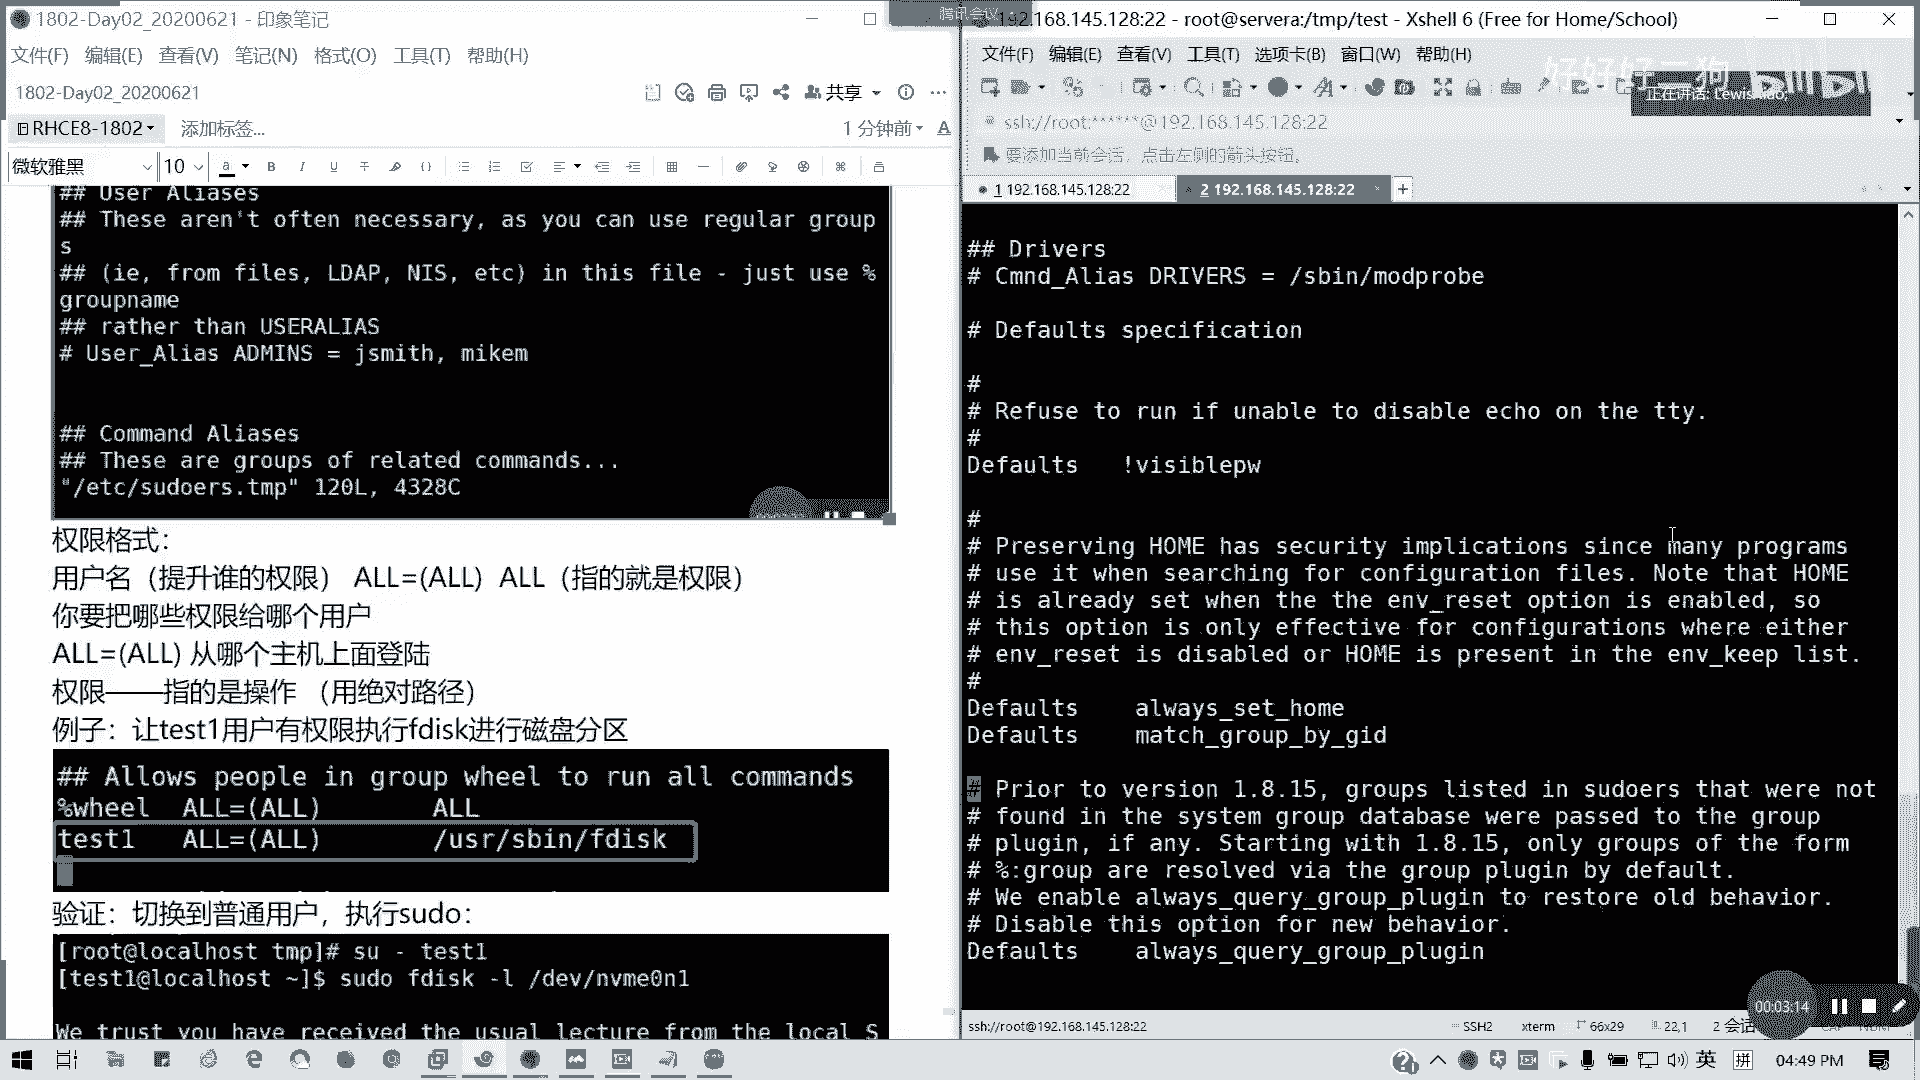 1802-Day02_20200621 - 印象笔记
文件(F) 编辑(E) 查看(V) 笔记(N) 格式(O) 工具(T) 帮助(H)
1802-Day02_20200621
共享
RHCE8-1802
添加标签...
1 分钟前
微软雅黑
10
## User Aliases
## These aren't often necessary, as you can use regular group
s
## (ie, from files, LDAP, NIS, etc) in this file - just use %
groupname
## rather than USERALIAS
# User_Alias ADMINS = jsmith, mikem
## Command Aliases
## These are groups of related commands...
"/etc/sudoers.tmp" 120L, 4328C
权限格式：
用户名（提升谁的权限） ALL=(ALL) ALL（指的就是权限）
你要把哪些权限给哪个用户
ALL=(ALL) 从哪个主机上面登陆
权限——指的是操作 （用绝对路径）
例子：让test1用户有权限执行fdisk进行磁盘分区
## Allows people in group wheel to run all commands
%wheel ALL=(ALL) ALL
test1 ALL=(ALL) /usr/sbin/fdisk
验证：切换到普通用户，执行sudo：
[root@localhost tmp]# su - test1
[test1@localhost ~]$ sudo fdisk -l /dev/nvme0n1
We trust you have received the usual lecture from the local S
腾讯会议
192.168.145.128:22 - root@servera:/tmp/test - Xshell 6 (Free for Home/School)
文件(F) 编辑(E) 查看(V) 工具(T) 选项卡(B) 窗口(W) 帮助(H)
好好好二狗
bilibili
ssh://root:******@192.168.145.128:22
要添加当前会话，点击左侧的箭头按钮。
1 192.168.145.128:22
2 192.168.145.128:22
## Drivers
# Cmnd_Alias DRIVERS = /sbin/modprobe
# Defaults specification
#
# Refuse to run if unable to disable echo on the tty.
#
Defaults !visiblepw
#
# Preserving HOME has security implications since many programs
# use it when searching for configuration files. Note that HOME
# is already set when the the env_reset option is enabled, so
# this option is only effective for configurations where either
# env_reset is disabled or HOME is present in the env_keep list.
#
Defaults always_set_home
Defaults match_group_by_gid
# Prior to version 1.8.15, groups listed in sudoers that were not
# found in the system group database were passed to the group
# plugin, if any. Starting with 1.8.15, only groups of the form
# %:group are resolved via the group plugin by default.
# We enable always_query_group_plugin to restore old behavior.
# Disable this option for new behavior.
Defaults always_query_group_plugin
00:03:14
ssh://root@192.168.145.128:22
SSH2
xterm
66x29
22,1
2 会话
英
拼
04:49 PM